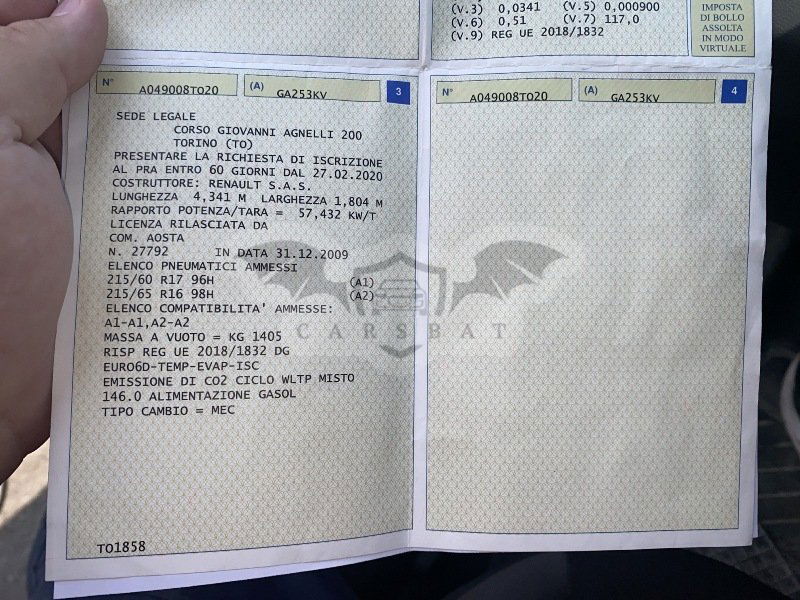 (V.3) 0,0341 (V.5) 0,000900
(V.6) 0,51 (V.7) 117,0
(V.9) REG UE 2018/1832
IMPOSTA
DI BOLLO
ASSOLTA
IN MODO
VIRTUALE
N° A049008TO20 (A) GA253KV 3
SEDE LEGALE
CORSO GIOVANNI AGNELLI 200
TORINO (TO)
PRESENTARE LA RICHIESTA DI ISCRIZIONE
AL PRA ENTRO 60 GIORNI DAL 27.02.2020
COSTRUTTORE: RENAULT S.A.S.
LUNGHEZZA 4,341 M LARGHEZZA 1,804 M
RAPPORTO POTENZA/TARA = 57,432 KW/T
LICENZA RILASCIATA DA
COM. AOSTA
N. 27792 IN DATA 31.12.2009
ELENCO PNEUMATICI AMMESSI
215/60 R17 96H (A1)
215/65 R16 98H (A2)
ELENCO COMPATIBILITA' AMMESSE:
A1-A1,A2-A2
MASSA A VUOTO = KG 1405
RISP REG UE 2018/1832 DG
EURO6D-TEMP-EVAP-ISC
EMISSIONE DI CO2 CICLO WLTP MISTO
146.0 ALIMENTAZIONE GASOL
TIPO CAMBIO = MEC
TO1858
N° A049008TO20 (A) GA253KV 4
CARSBAT